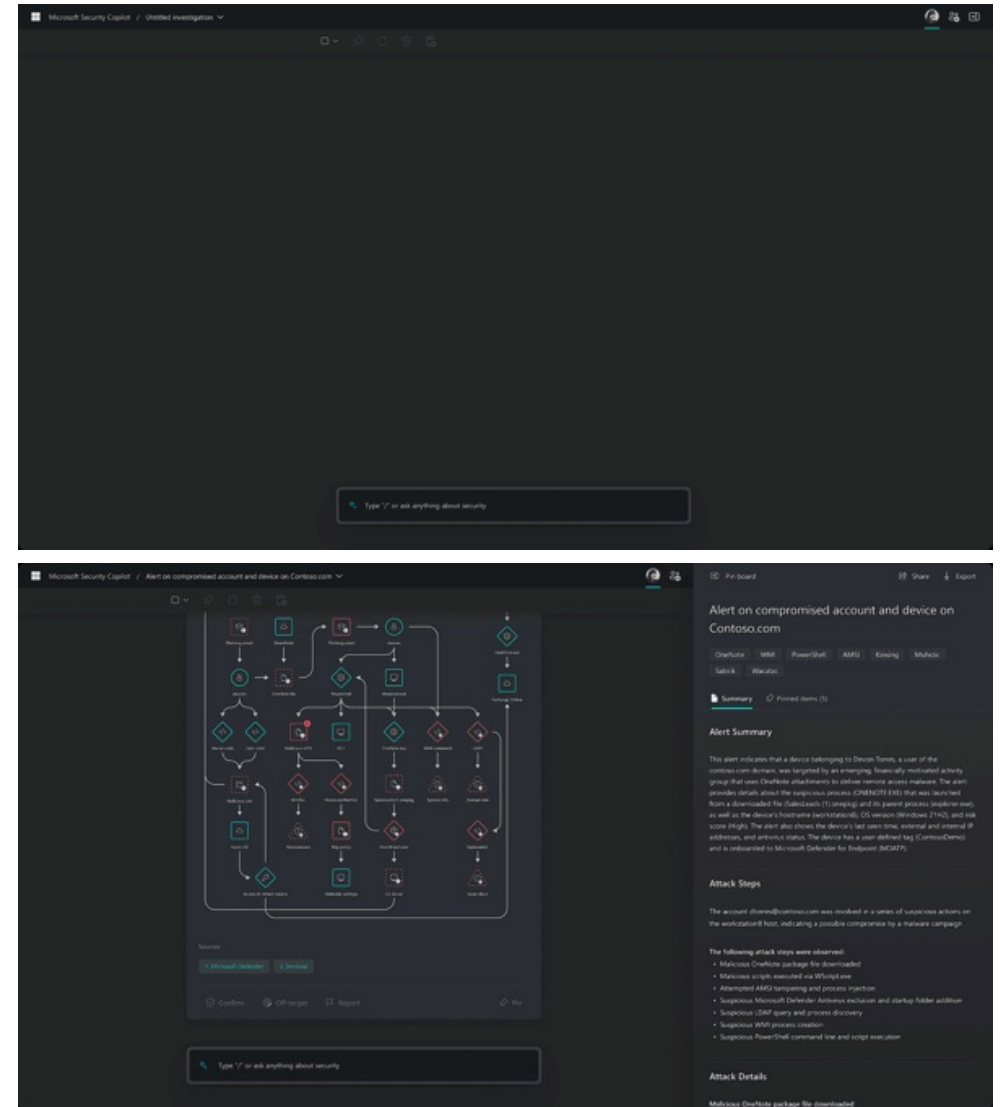 Microsoft Security Copilot / Untitled investigation
Type "/" or ask anything about security
Microsoft Security Copilot / Alert on compromised account and device on Contoso.com
Sources
1. Microsoft Defender
2. Sentinel
Confirm
Off-target
Report
Pin
Type "/" or ask anything about security
Pin board
Share
Export
Alert on compromised account and device on
Contoso.com
OneNote WMI PowerShell AMSI Kinsing
Wacatac
Summary
Pinned items (3)
Alert Summary
This alert indicates that a device belonging to Devon Torres, a user of the
contoso.com domain, was targeted by an emerging, financially motivated activity
group that uses OneNote attachments to deliver remote access malware. The alert
provides details about the suspicious process (ONENOTE.EXE) that was launched
from a downloaded file (SalesLeads (1).onepkg) and its parent process (explorer.exe),
as well as the device's hostname (workstation8), OS version (Windows 21H2), and risk
score (High). The alert also shows the device's last seen time, external and internal IP
addresses, and antivirus status. The device has a user-defined tag (ContosoDemo)
and is onboarded to Microsoft Defender for Endpoint (MDATP).
Attack Steps
The account dtorres@contoso.com was involved in a series of suspicious actions on
the workstation8 host, indicating a possible compromise by a malware campaign.
The following attack steps were observed:
• Malicious OneNote package file downloaded
• Malicious scripts executed via WScript.exe
• Attempted AMSI tampering and process injection
• Suspicious Microsoft Defender Antivirus exclusion and startup folder addition
• Suspicious LDAP query and process discovery
• Suspicious WMI process creation
• Suspicious PowerShell command line and script execution
Attack Details
Malicious OneNote package file downloaded